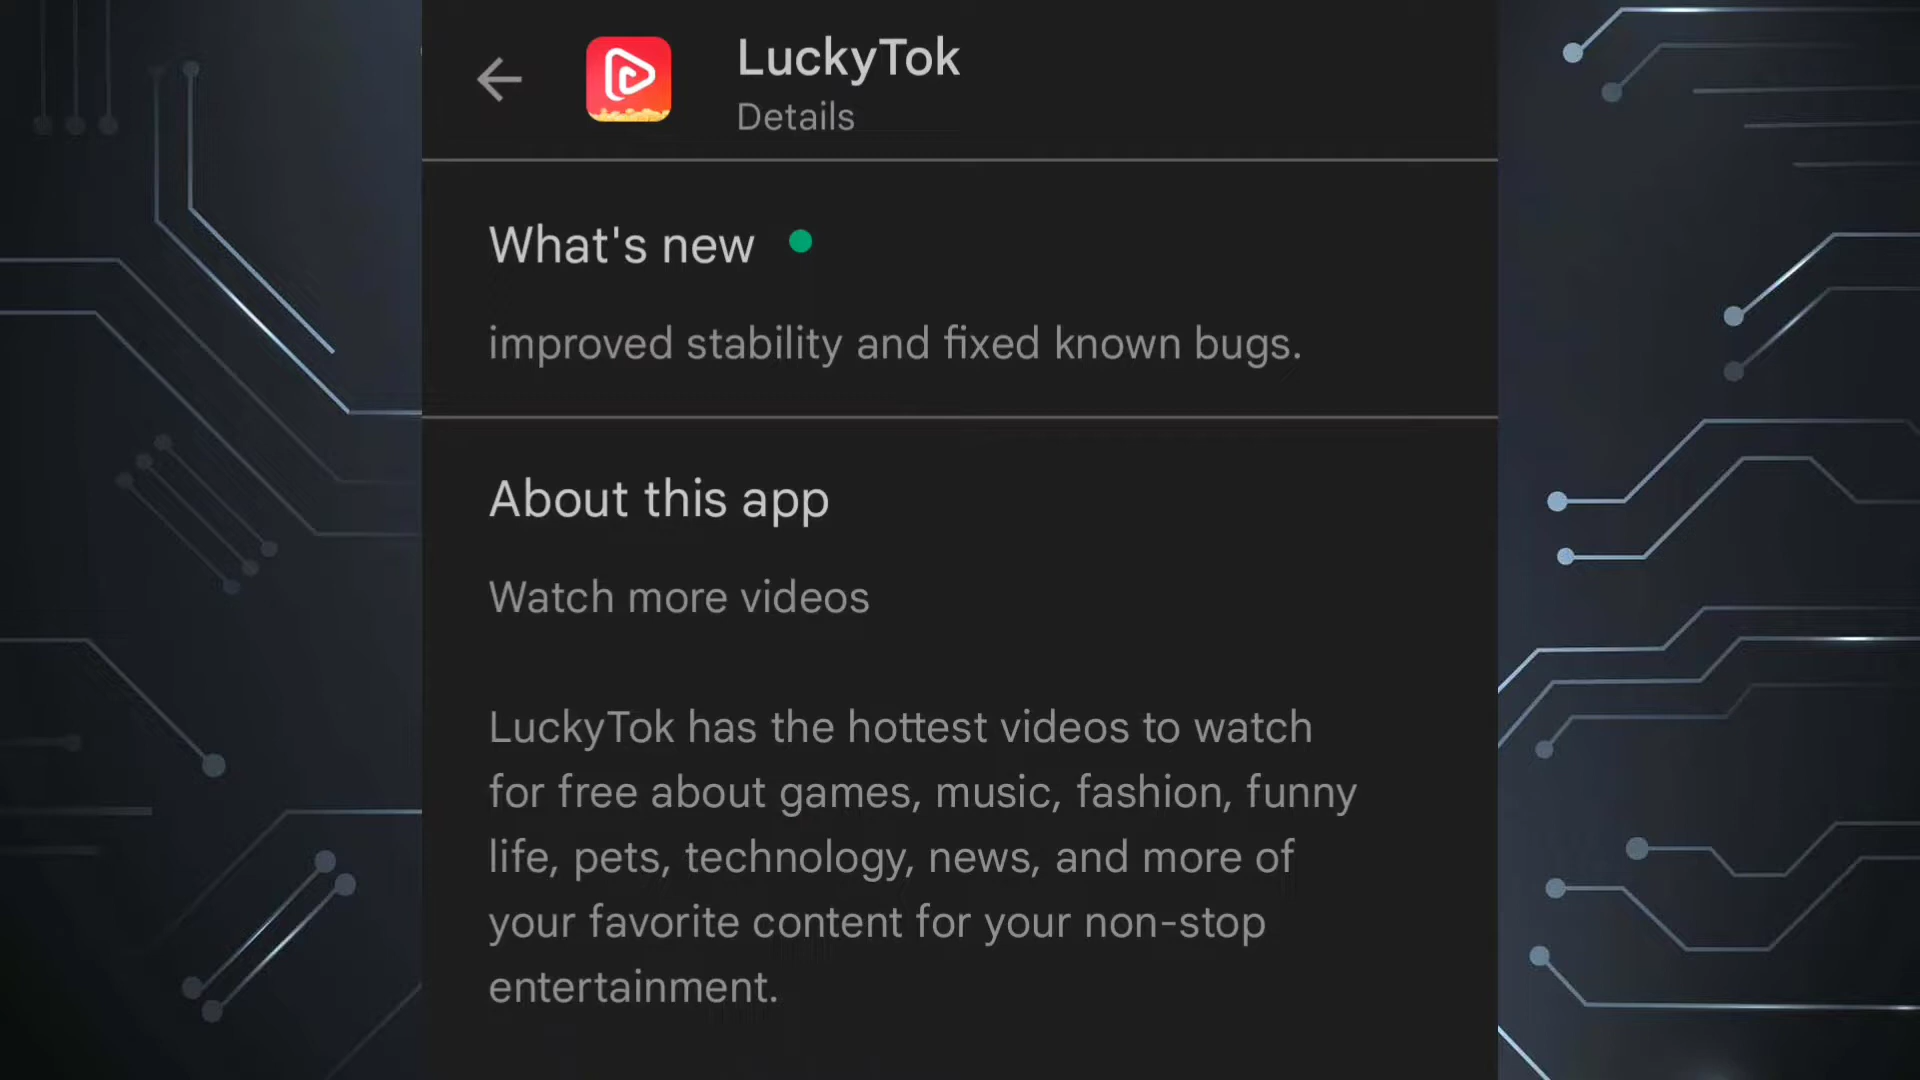 LuckyTok
Details
What's new
improved stability and fixed known bugs.
About this app
Watch more videos
LuckyTok has the hottest videos to watch
for free about games, music, fashion, funny
life, pets, technology, news, and more of
your favorite content for your non-stop
entertainment.